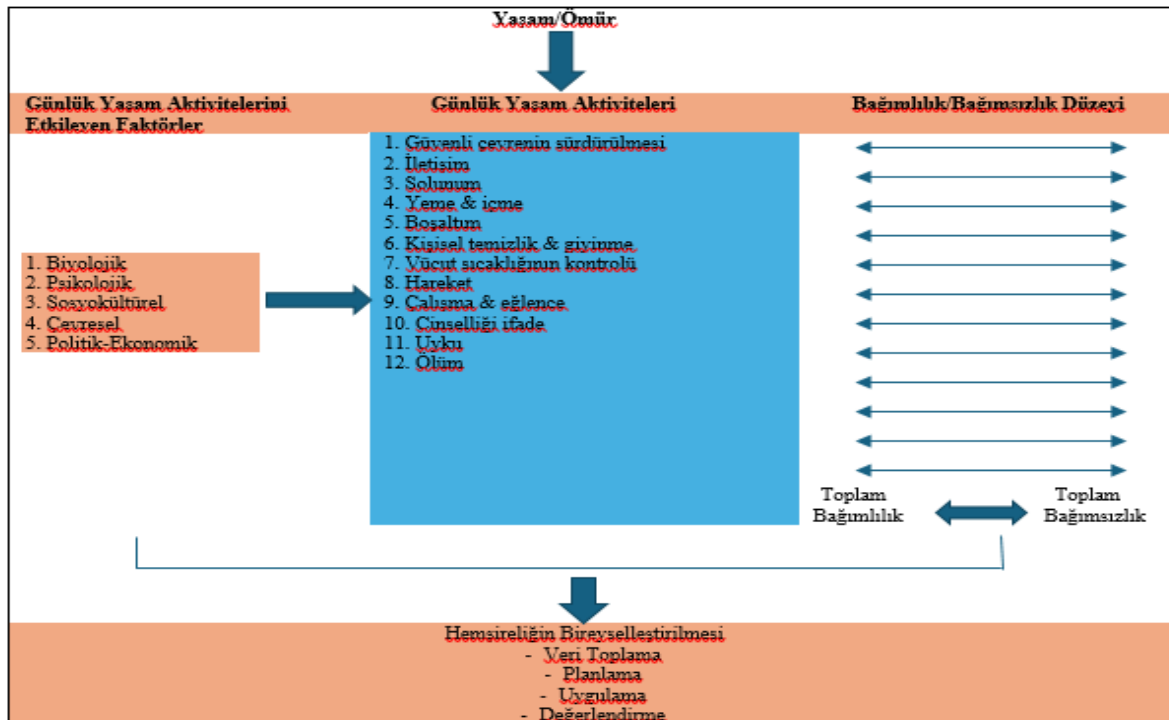 Yaşam/Ömür
Günlük Yaşam Aktivitelerini
Etkileyen Faktörler
Günlük Yaşam Aktiviteleri
Bağımlılık/Bağımsızlık Düzeyi
1. Biyolojik
2. Psikolojik
3. Sosyokültürel
4. Çevresel
5. Politik-Ekonomik
1. Güvenli çevrenin sürdürülmesi
2. İletişim
3. Solunum
4. Yeme & içme
5. Boşaltım
6. Kişisel temizlik & giyinme
7. Vücut sıcaklığının kontrolü
8. Hareket
9. Çalışma & eğlence
10. Cinselliği ifade
11. Uyku
12. Ölüm
Toplam
Bağımlılık
Toplam
Bağımsızlık
Hemşireliğin Bireyselleştirilmesi
- Veri Toplama
- Planlama
- Uygulama
- Değerlendirme